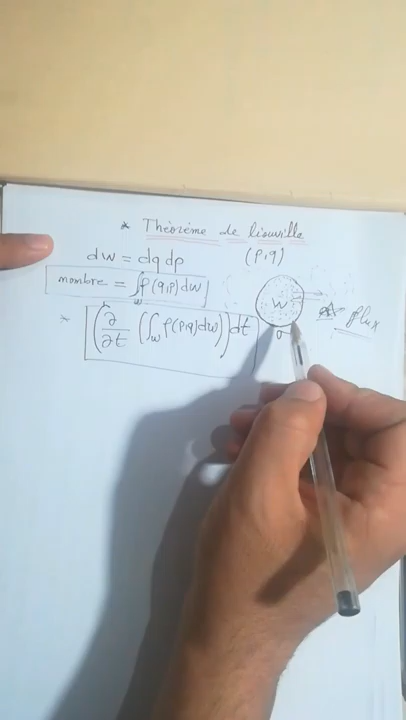 * Théorème de liouville
dw = dq dp (p,q)
nombre = ∫_w ρ(q,p)dw
w
flux
* [(∂/∂t (∫_w ρ(p,q)dw))dt
σ